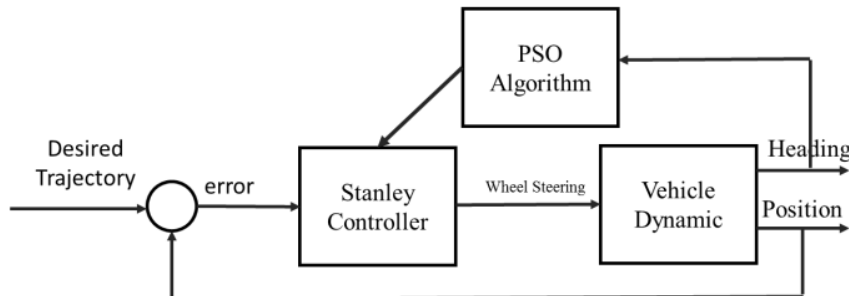 PSO
Algorithm
Desired
Trajectory
error
Stanley
Controller
Wheel Steering
Vehicle
Dynamic
Heading
Position